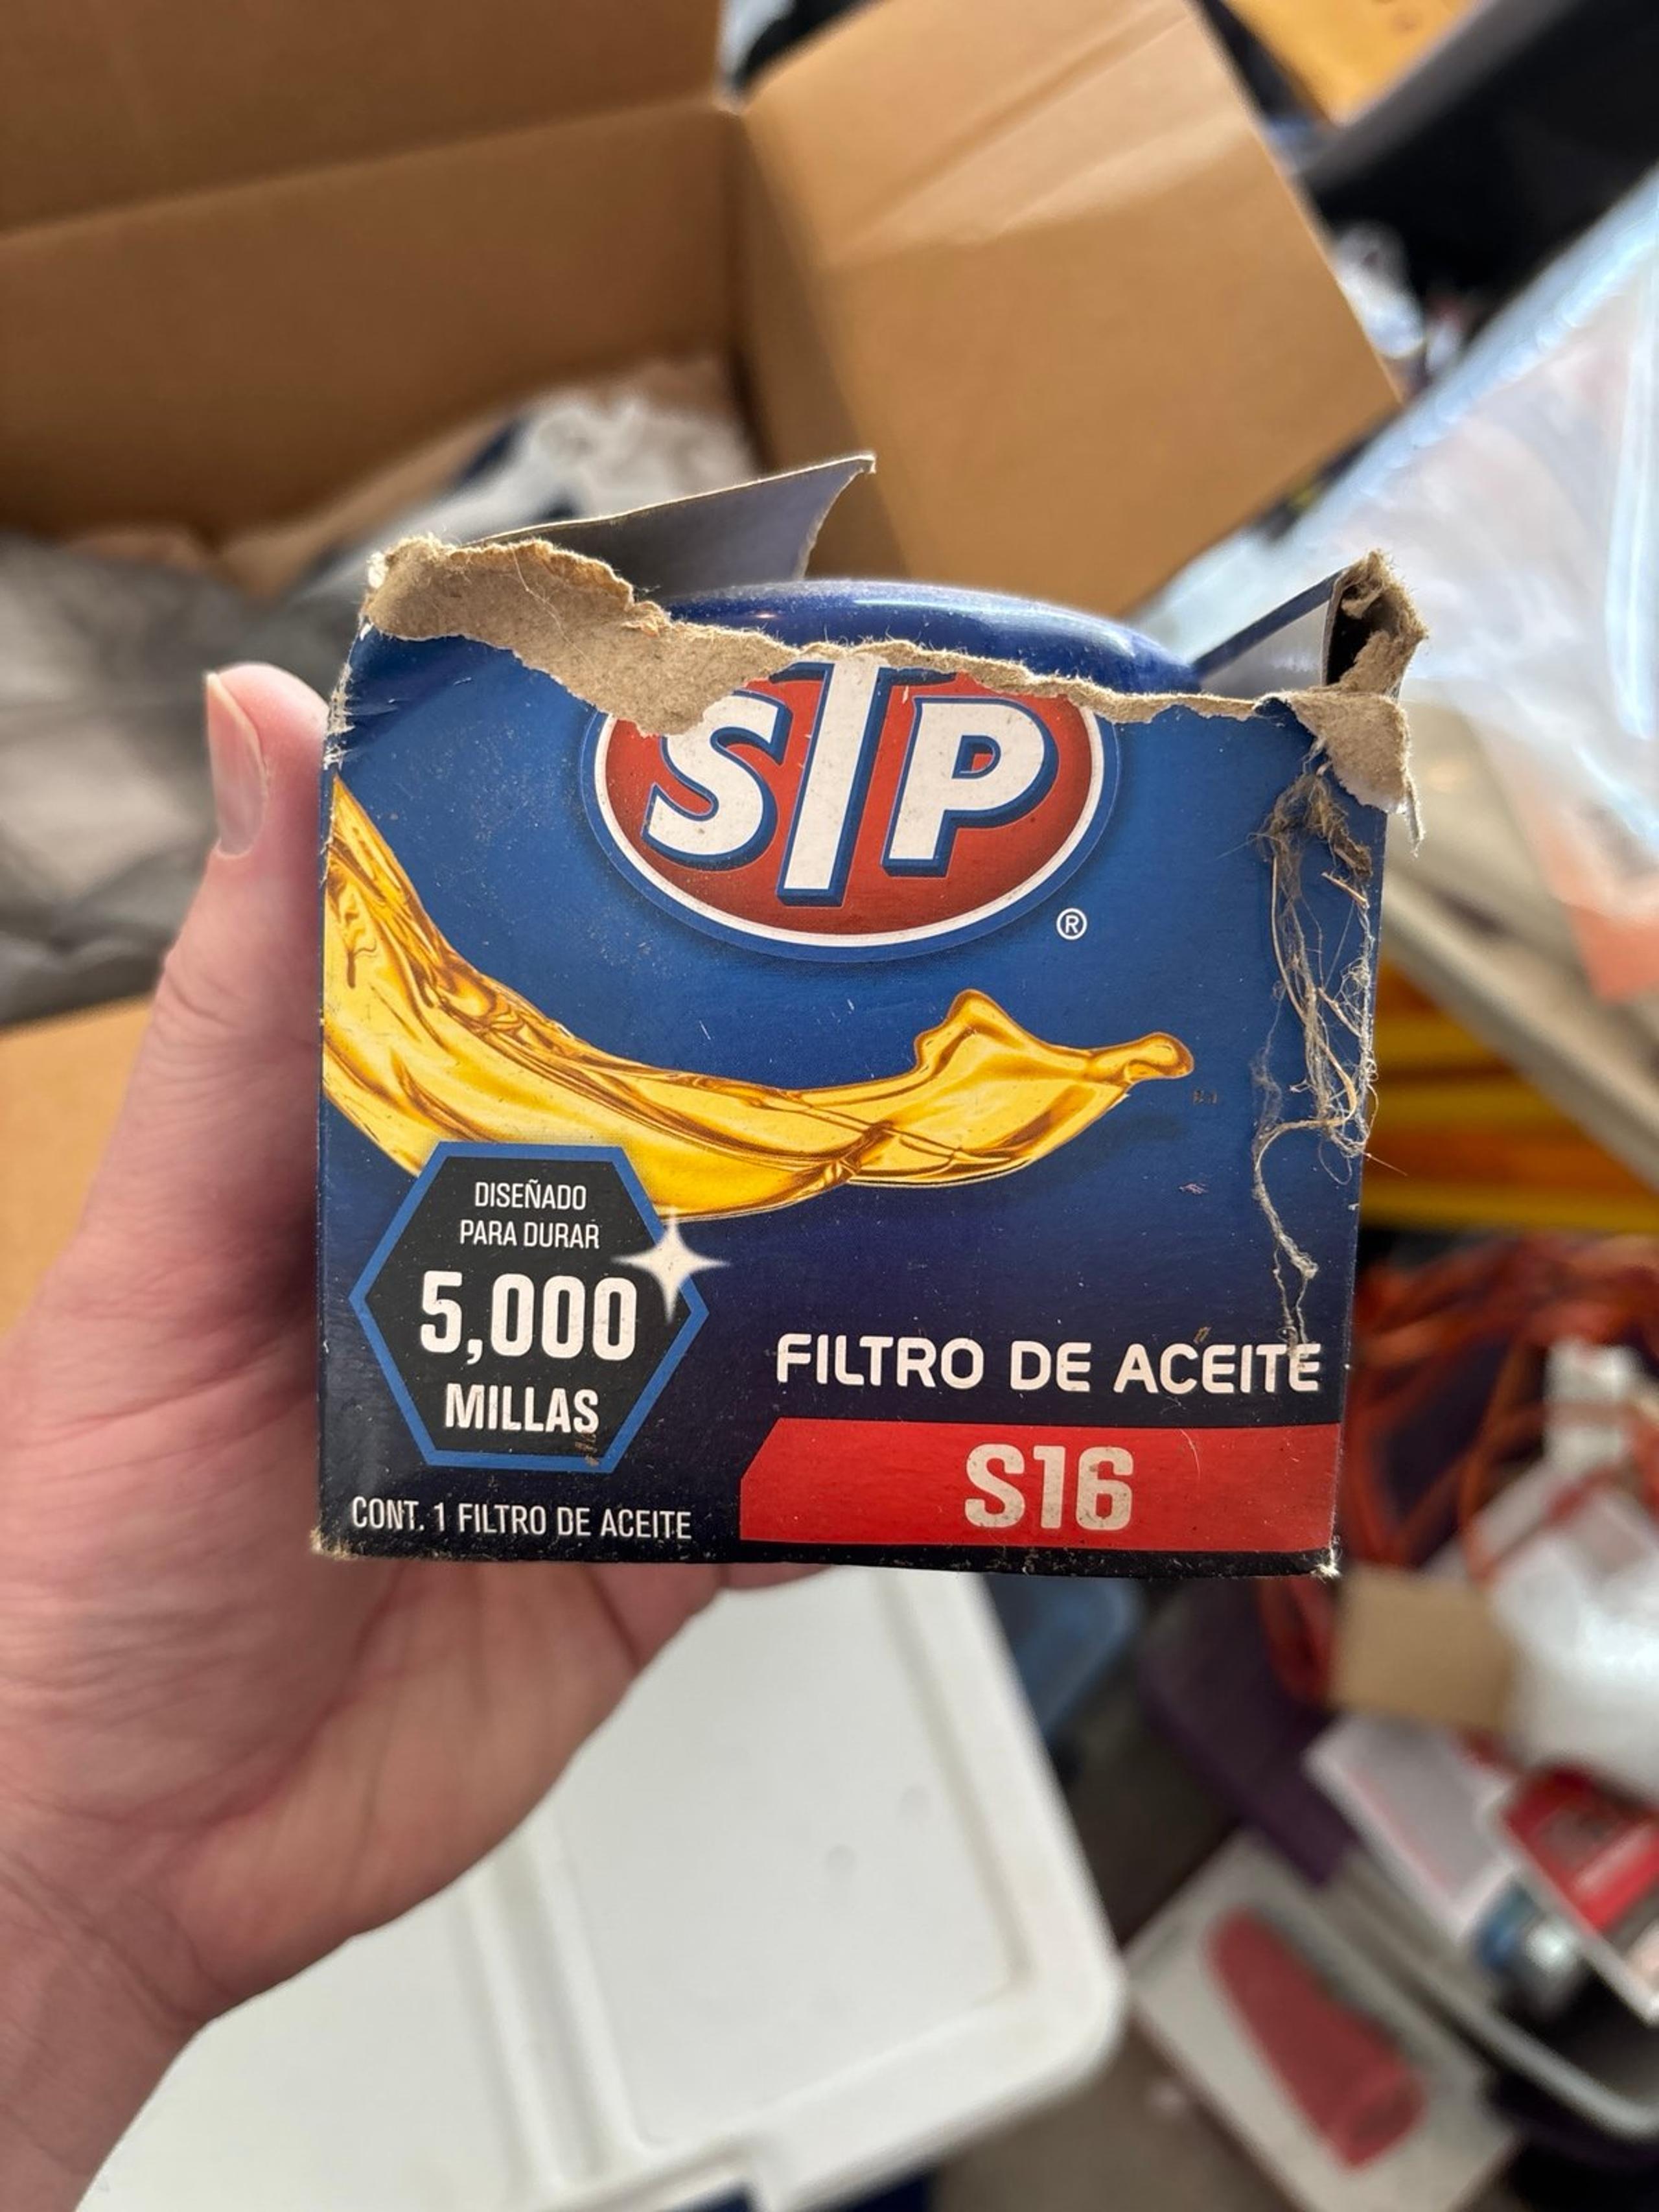 STP
®
DISEÑADO
PARA DURAR
5,000
MILLAS
FILTRO DE ACEITE
S16
CONT. 1 FILTRO DE ACEITE